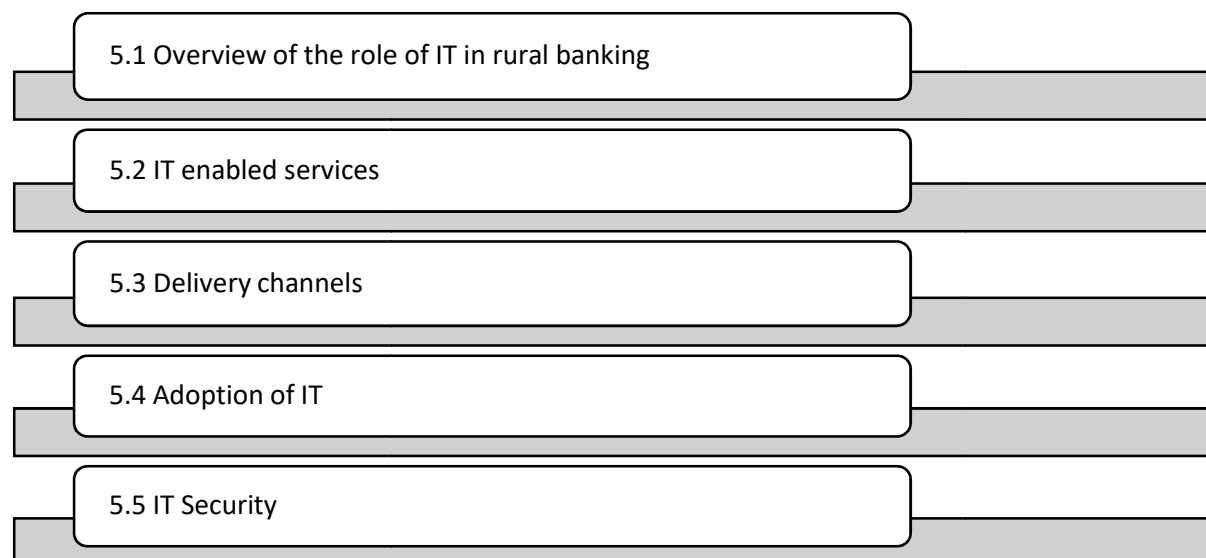 5.1 Overview of the role of IT in rural banking
5.2 IT enabled services
5.3 Delivery channels
5.4 Adoption of IT
5.5 IT Security